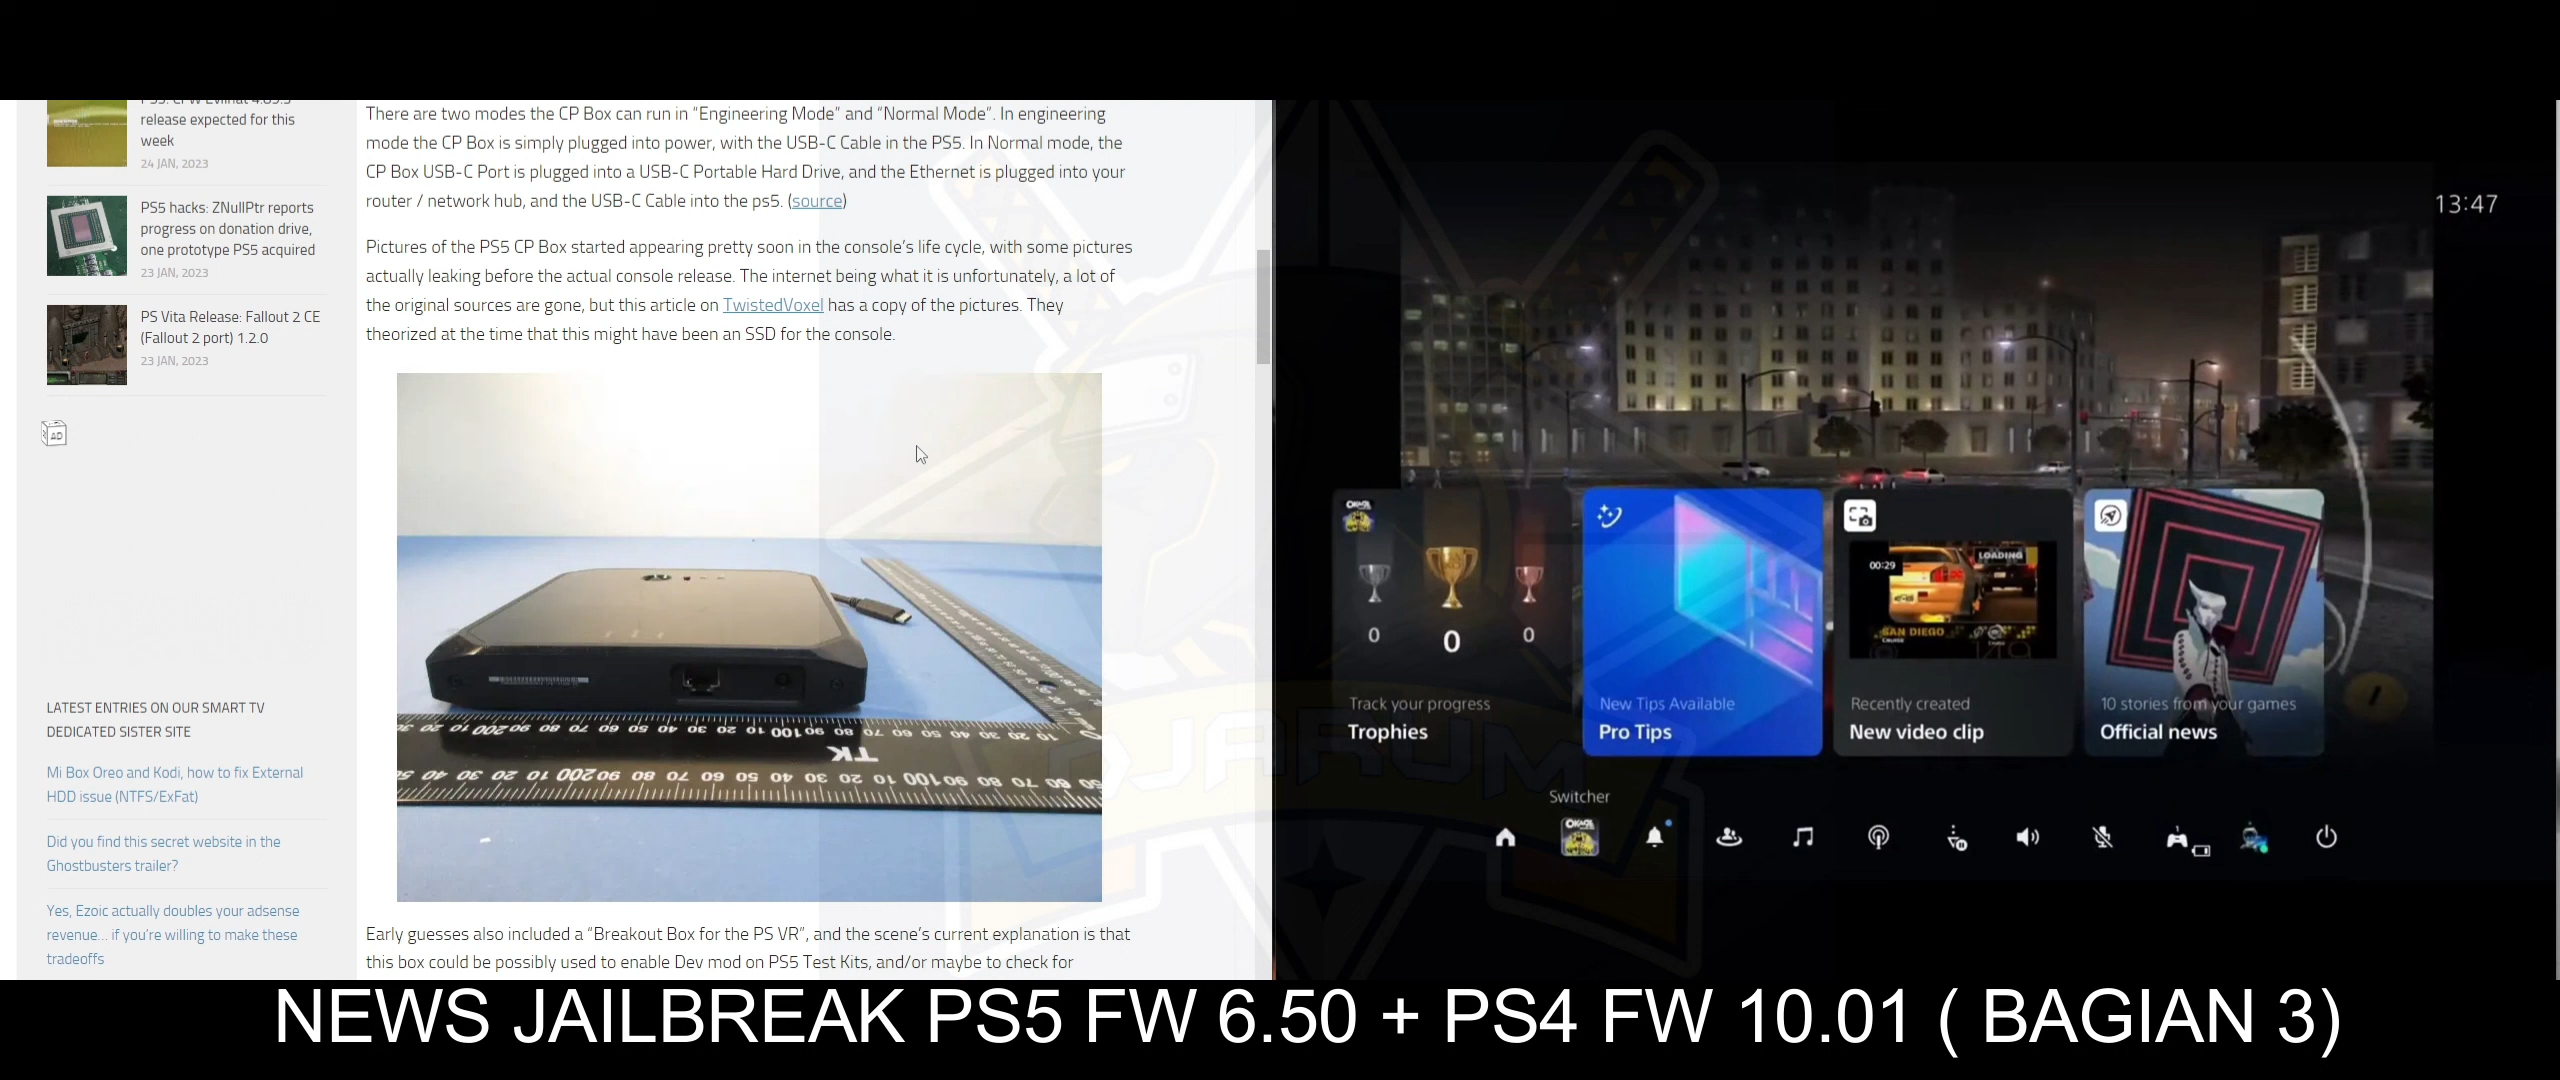 PS3: CFW Evilnat 4.89.3
release expected for this
week
24 JAN, 2023
PS5 hacks: ZNullPtr reports
progress on donation drive,
one prototype PS5 acquired
23 JAN, 2023
PS Vita Release: Fallout 2 CE
(Fallout 2 port) 1.2.0
23 JAN, 2023
AD
LATEST ENTRIES ON OUR SMART TV
DEDICATED SISTER SITE
Mi Box Oreo and Kodi, how to fix External
HDD issue (NTFS/ExFat)
Did you find this secret website in the
Ghostbusters trailer?
Yes, Ezoic actually doubles your adsense
revenue… if you're willing to make these
tradeoffs
There are two modes the CP Box can run in “Engineering Mode” and “Normal Mode”. In engineering
mode the CP Box is simply plugged into power, with the USB-C Cable in the PS5. In Normal mode, the
CP Box USB-C Port is plugged into a USB-C Portable Hard Drive, and the Ethernet is plugged into your
router / network hub, and the USB-C Cable into the ps5. (source)
Pictures of the PS5 CP Box started appearing pretty soon in the console’s life cycle, with some pictures
actually leaking before the actual console release. The internet being what it is unfortunately, a lot of
the original sources are gone, but this article on TwistedVoxel has a copy of the pictures. They
theorized at the time that this might have been an SSD for the console.
TK
Early guesses also included a “Breakout Box for the PS VR”, and the scene’s current explanation is that
this box could be possibly used to enable Dev mod on PS5 Test Kits, and/or maybe to check for
13:47
0
0
0
Track your progress
Trophies
New Tips Available
Pro Tips
00:29
LOADING
SAN DIEGO
Recently created
New video clip
10 stories from your games
Official news
Switcher
OKAGE
DJARUM
NEWS JAILBREAK PS5 FW 6.50 + PS4 FW 10.01 ( BAGIAN 3)